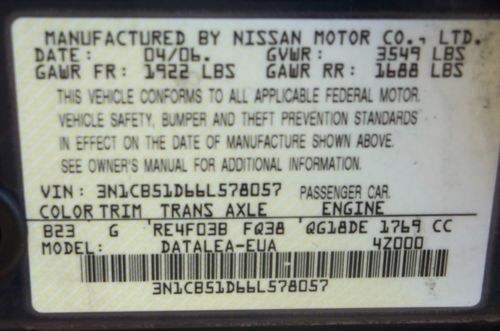 MANUFACTURED BY NISSAN MOTOR CO., LTD.
DATE: 04/06. GVWR: 3549 LBS
GAWR FR: 1922 LBS GAWR RR: 1688 LBS
THIS VEHICLE CONFORMS TO ALL APPLICABLE FEDERAL MOTOR
VEHICLE SAFETY, BUMPER AND THEFT PREVENTION STANDARDS
IN EFFECT ON THE DATE OF MANUFACTURE SHOWN ABOVE.
SEE OWNER'S MANUAL FOR ADDITIONAL INFORMATION.
VIN: 3N1CB51D66L578057 PASSENGER CAR.
COLOR TRIM TRANS AXLE ENGINE
B23 G RE4F03B FQ38 QG18DE 1769 CC
MODEL: DATALEA-EUA 4Z000
3N1CB51D66L578057